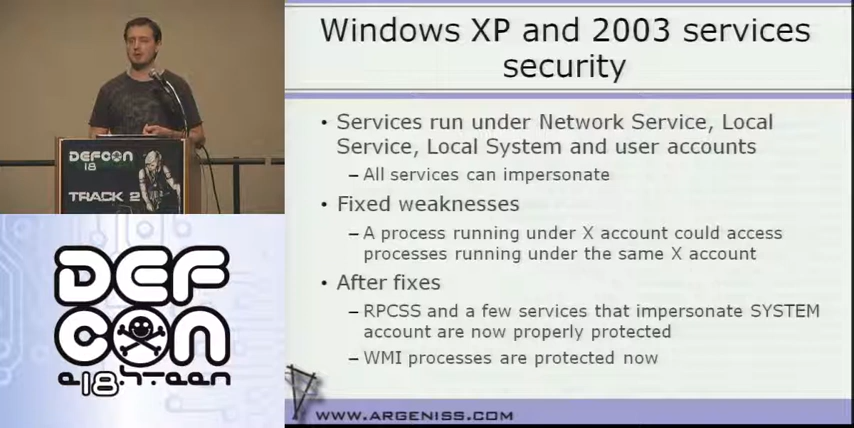 DEFCON
18
TRACK 2
DEF
CON
Windows XP and 2003 services
security
• Services run under Network Service, Local
Service, Local System and user accounts
– All services can impersonate
• Fixed weaknesses
– A process running under X account could access
processes running under the same X account
• After fixes
– RPCSS and a few services that impersonate SYSTEM
account are now properly protected
– WMI processes are protected now
WWW.ARGENISS.COM